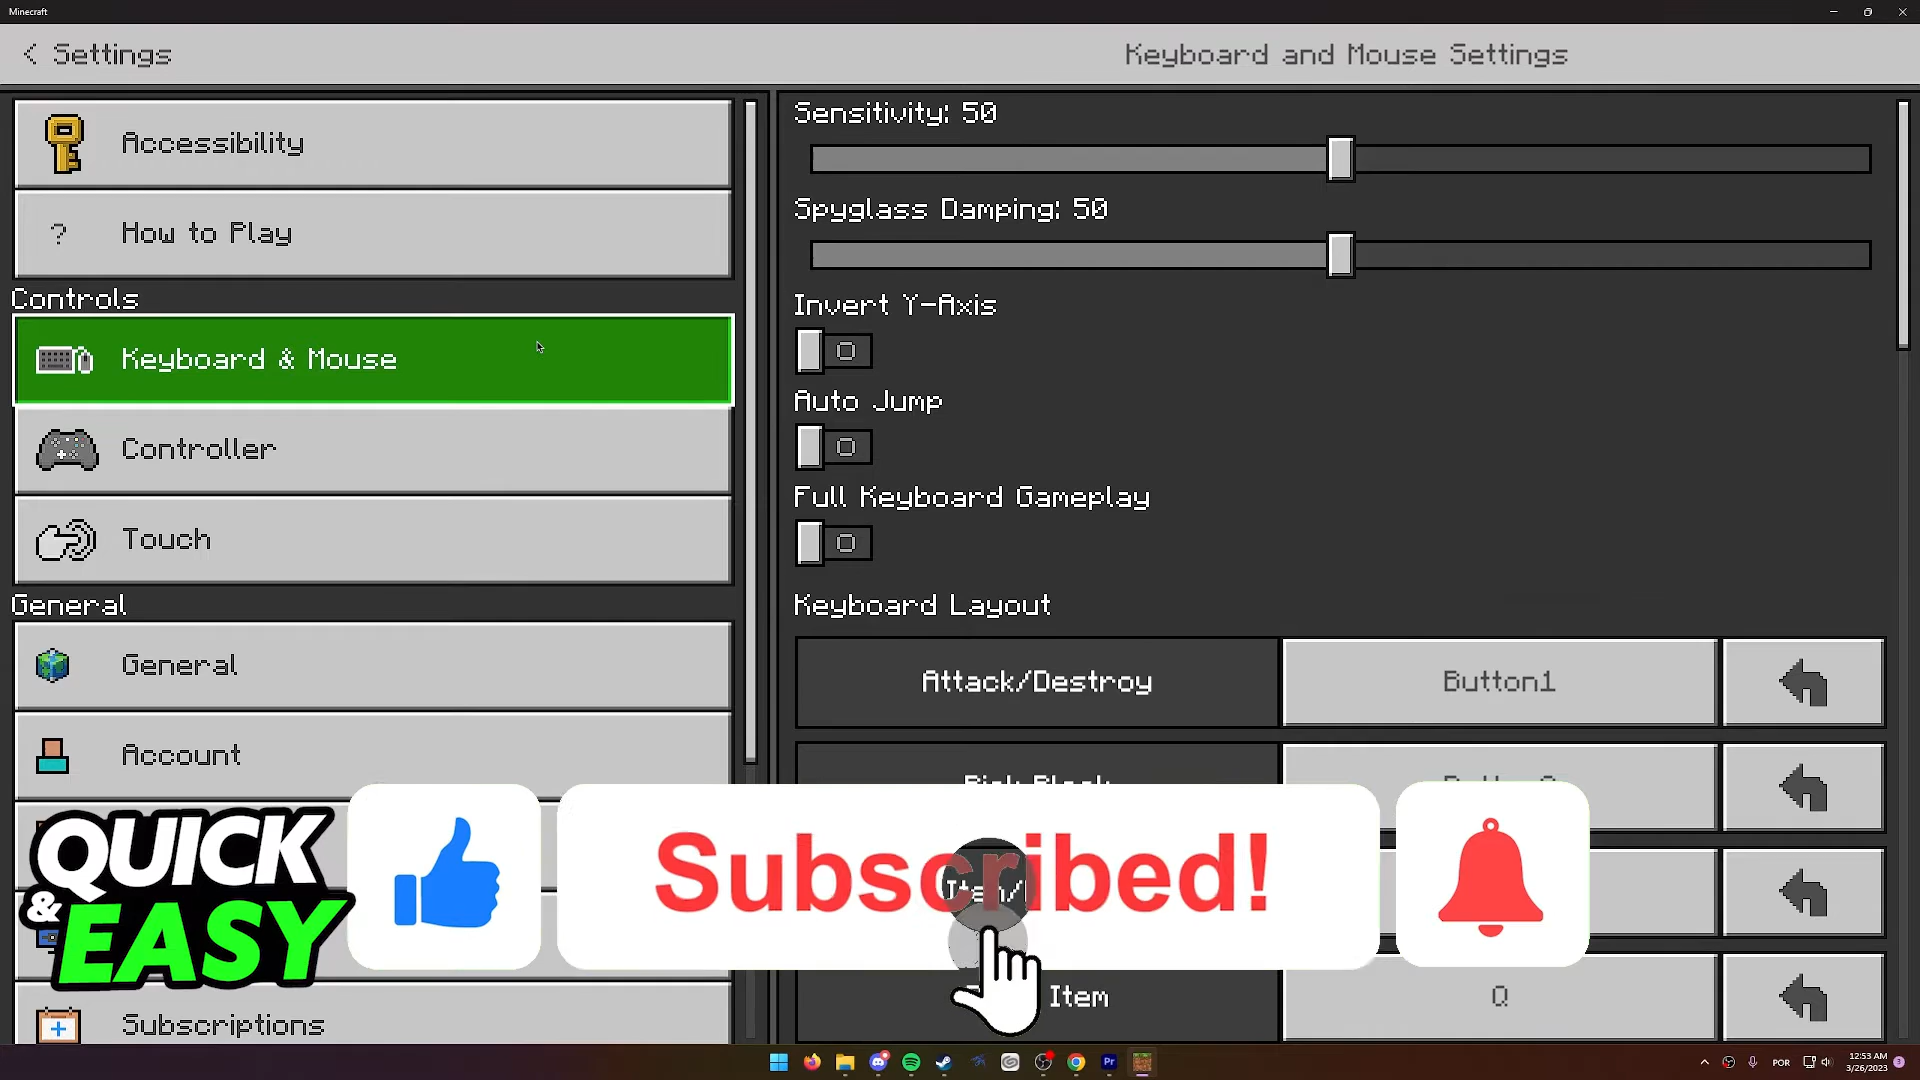 Minecraft
< Settings
Keyboard and Mouse Settings
Accessibility
? How to Play
Controls
Keyboard & Mouse
Controller
Touch
General
General
Account
Subscriptions
Sensitivity: 50
Spyglass Damping: 50
Invert Y-Axis
Auto Jump
Full Keyboard Gameplay
Keyboard Layout
Attack/Destroy Button1
Item Q
QUICK
& EASY
Subscribed!
Pr
POR
12:53 AM
3/26/2023
3